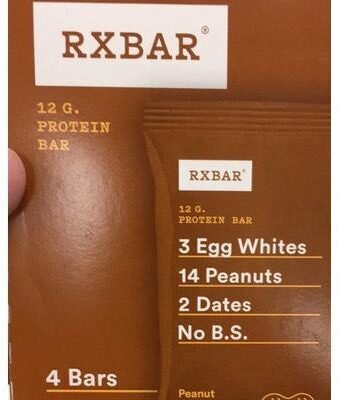 RXBAR®
12 G.
PROTEIN
BAR
RXBAR®
12 G.
PROTEIN BAR
3 Egg Whites
14 Peanuts
2 Dates
No B.S.
4 Bars
Peanut